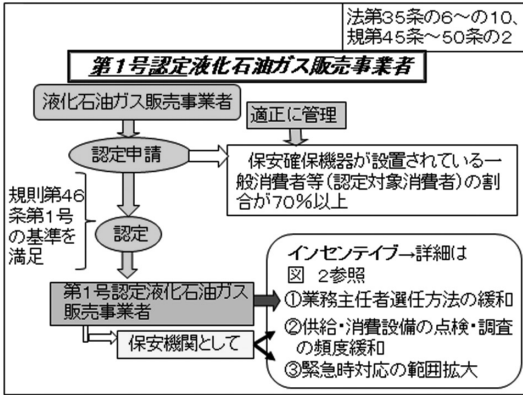 法第35条の6～の10、
規第45条～50条の2
第1号認定液化石油ガス販売事業者
液化石油ガス販売事業者
適正に管理
認定申請
保安確保機器が設置されている一
般消費者等(認定対象消費者)の割
合が70%以上
規則第46
条第1号
の基準を
満足
認定
第1号認定液化石油ガス
販売事業者
保安機関として
インセンテイブ→詳細は
図 2参照
①業務主任者選任方法の緩和
②供給・消費設備の点検・調査
の頻度緩和
③緊急時対応の範囲拡大